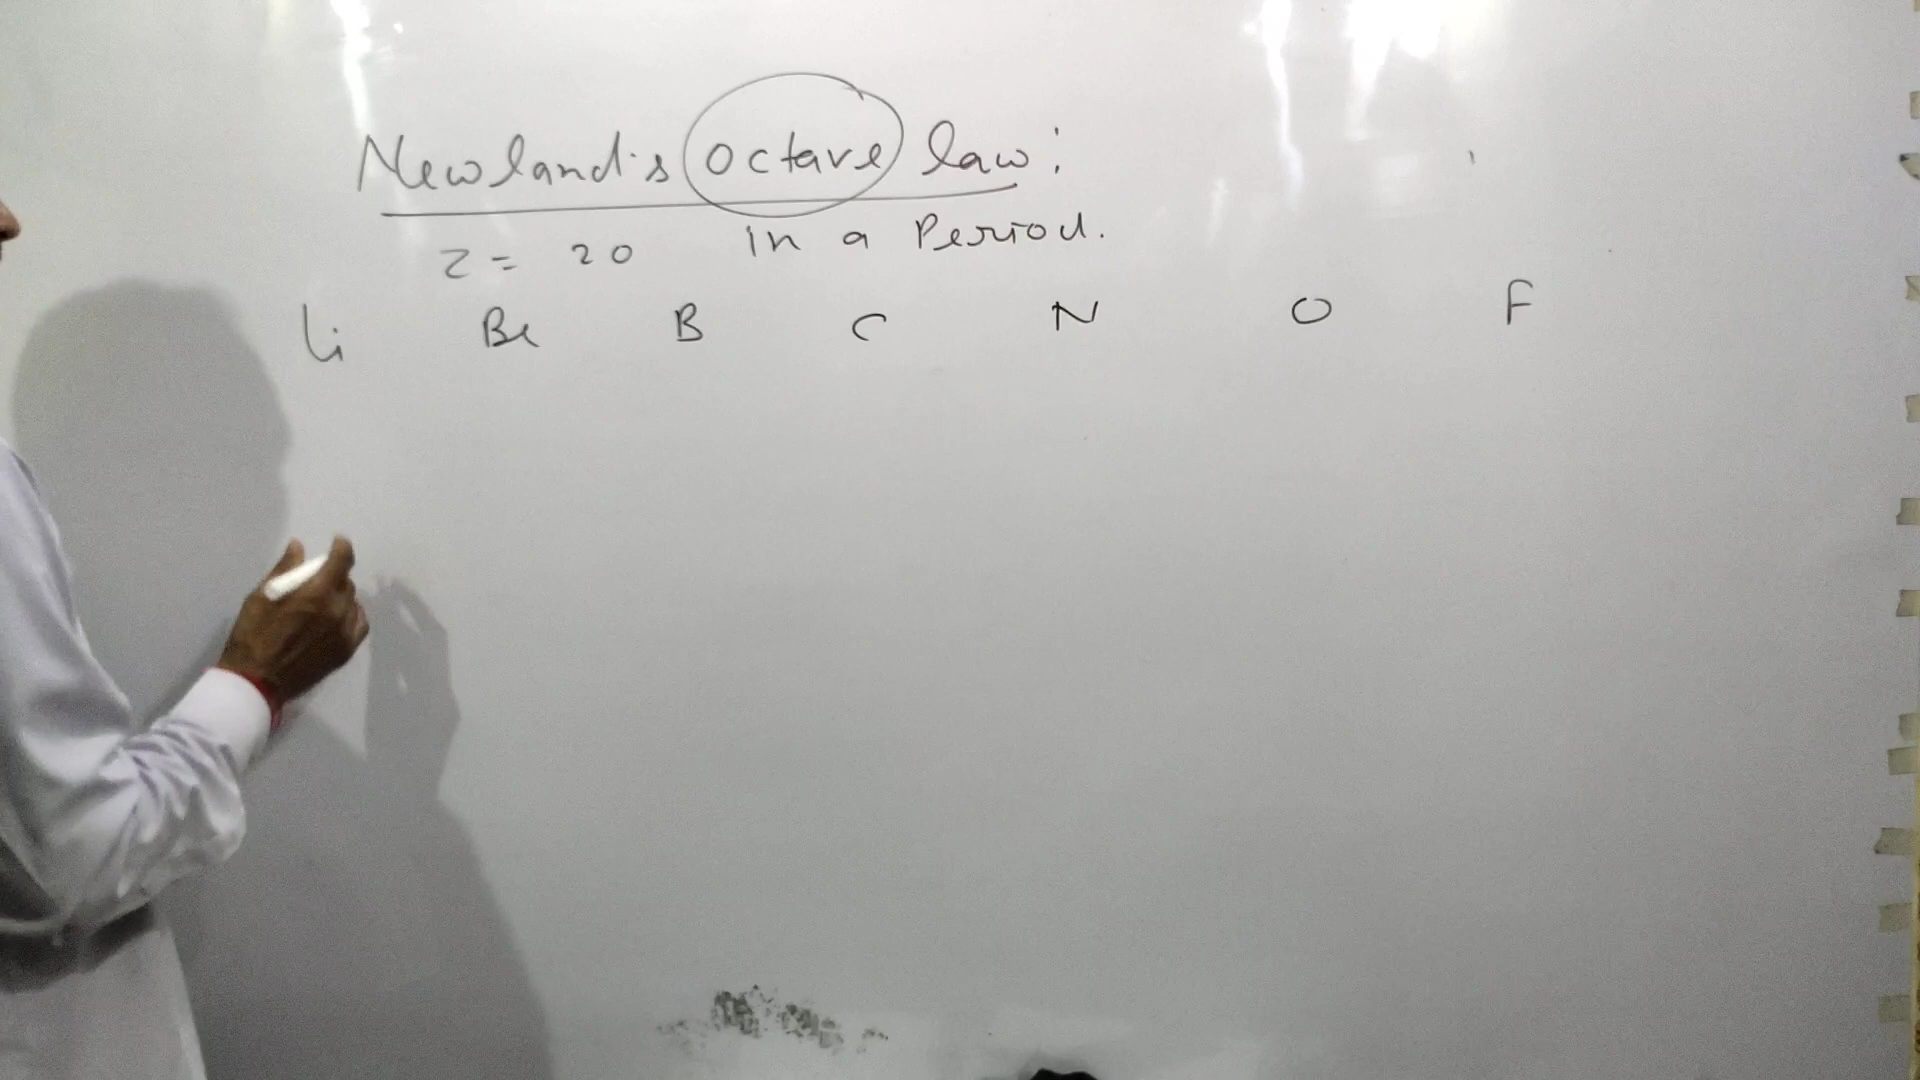 Newland's octave law:
Z = 20 in a Period.
Li Be B C N O F